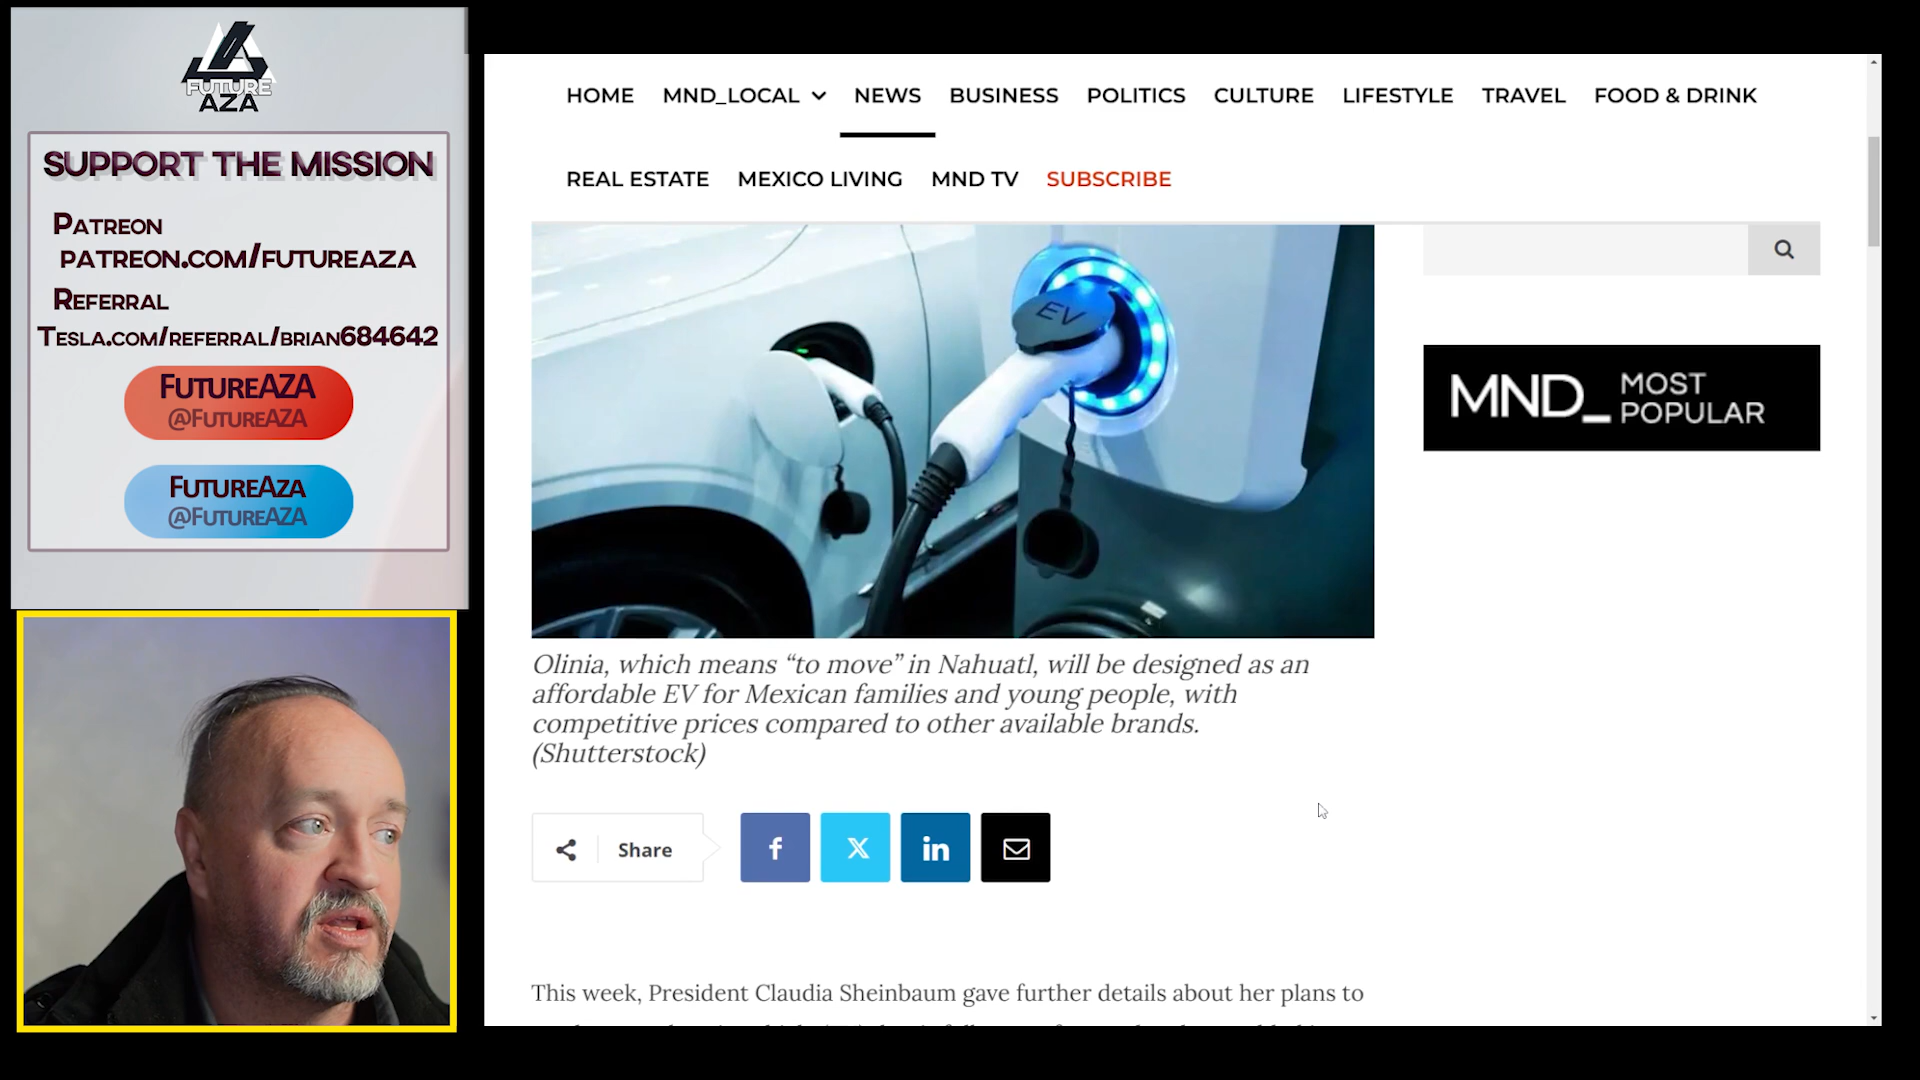 FUTURE
AZA
SUPPORT THE MISSION
PATREON
PATREON.COM/FUTUREAZA
REFERRAL
TESLA.COM/REFERRAL/BRIAN684642
FUTUREAZA
@FUTUREAZA
FUTUREAZA
@FUTUREAZA
HOME MND_LOCAL NEWS BUSINESS POLITICS CULTURE LIFESTYLE TRAVEL FOOD & DRINK
REAL ESTATE MEXICO LIVING MND TV SUBSCRIBE
EV
MND_ MOST
POPULAR
Olinia, which means “to move” in Nahuatl, will be designed as an
affordable EV for Mexican families and young people, with
competitive prices compared to other available brands.
(Shutterstock)
Share
This week, President Claudia Sheinbaum gave further details about her plans to